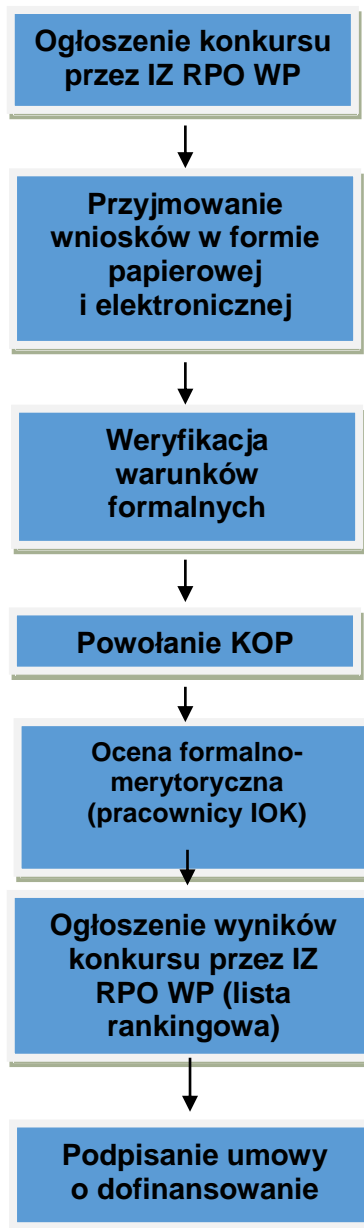 Ogłoszenie konkursu
przez IZ RPO WP
Przyjmowanie
wniosków w formie
papierowej
i elektronicznej
Weryfikacja
warunków
formalnych
Powołanie KOP
Ocena formalno-
merytoryczna
(pracownicy IOK)
Ogłoszenie wyników
konkursu przez IZ
RPO WP (lista
rankingowa)
Podpisanie umowy
o dofinansowanie